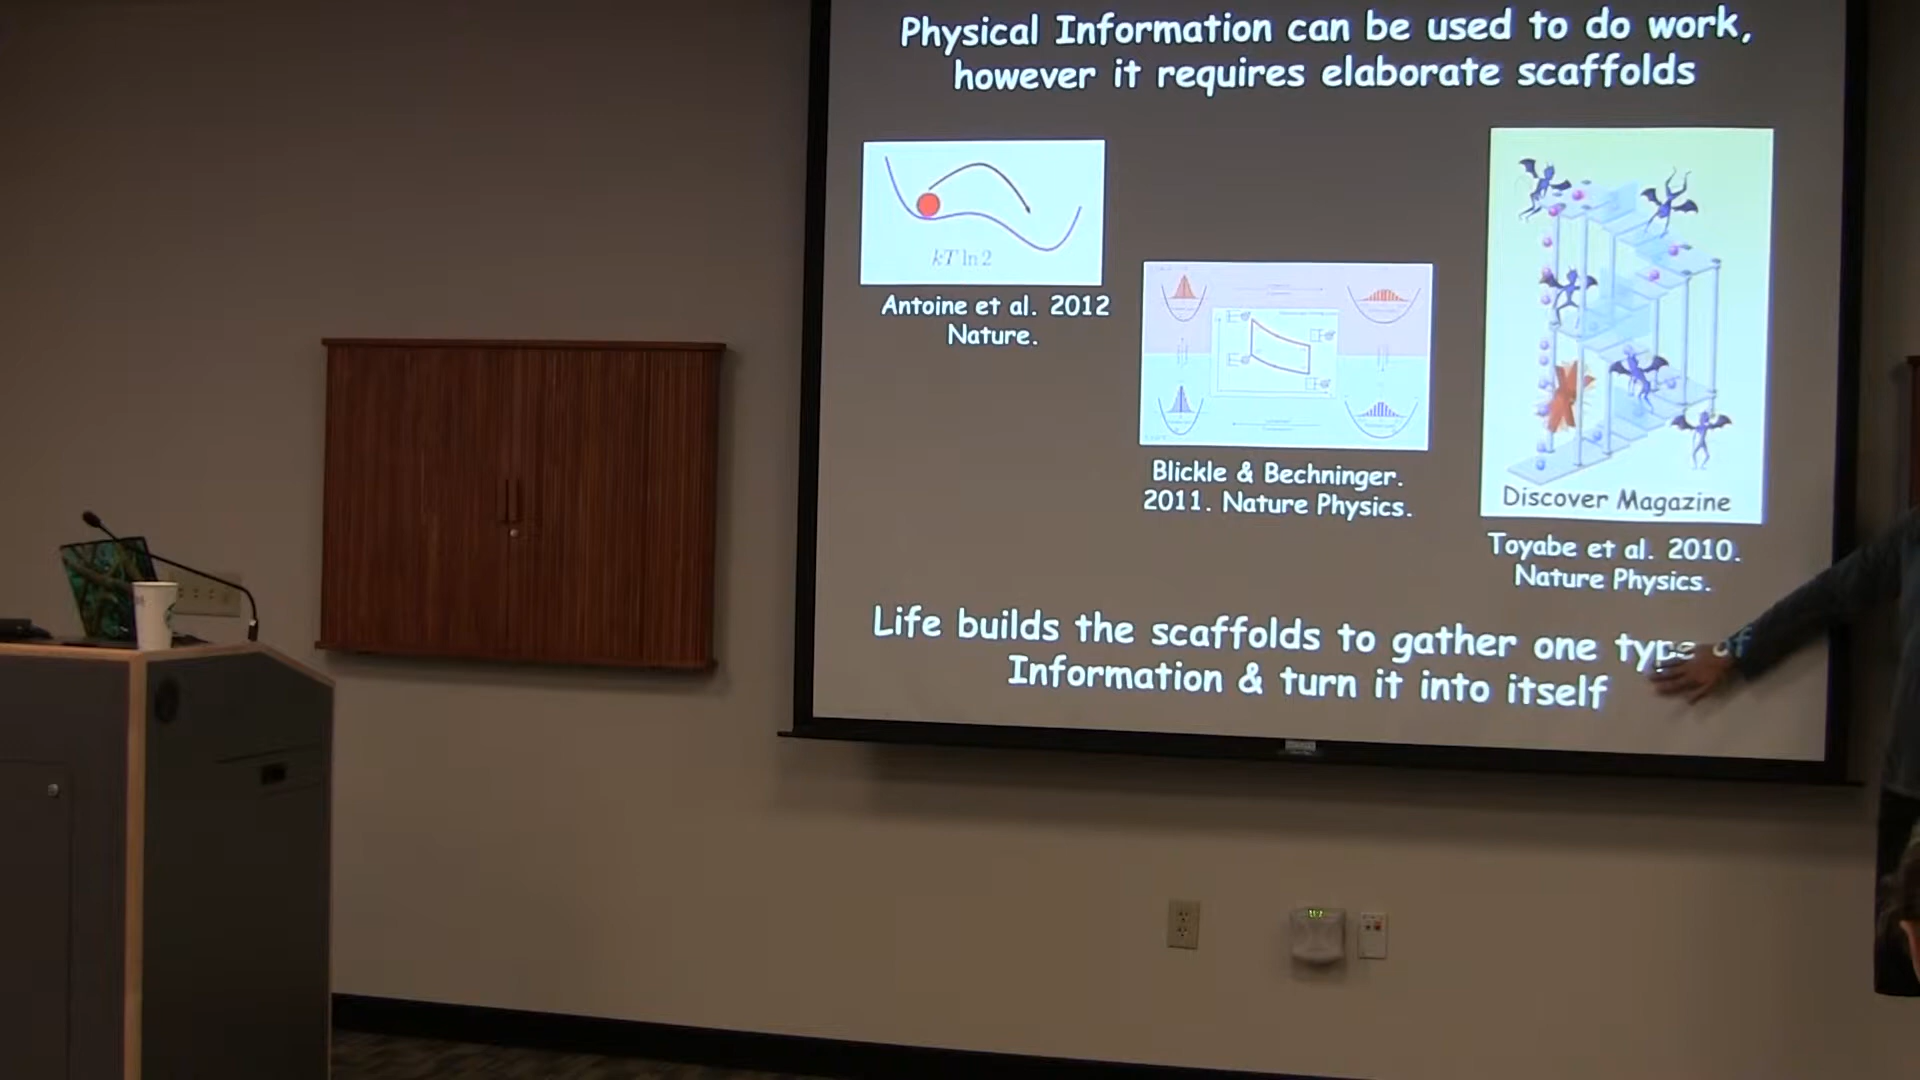 Physical Information can be used to do work,
however it requires elaborate scaffolds
kT ln 2
Antoine et al. 2012
Nature.
Blickle & Bechninger.
2011. Nature Physics.
Discover Magazine
Toyabe et al. 2010.
Nature Physics.
Life builds the scaffolds to gather one type of
Information & turn it into itself